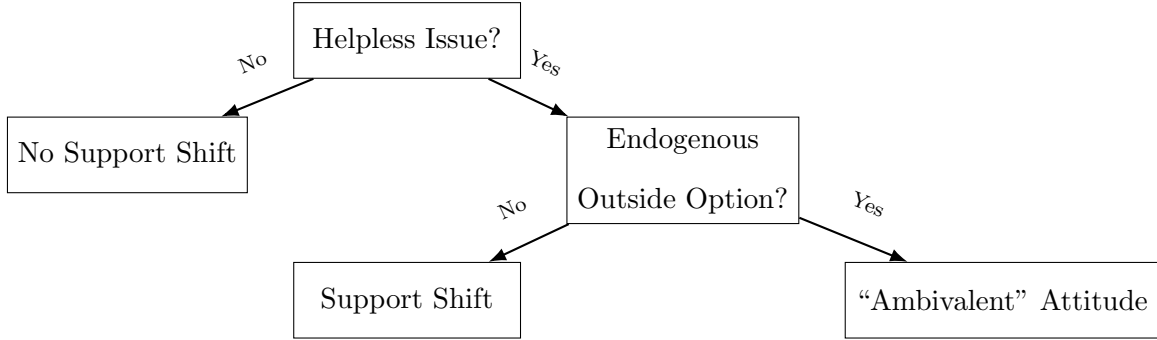 Helpless Issue?
No
Yes
No Support Shift
Endogenous
Outside Option?
No
Yes
Support Shift
“Ambivalent” Attitude